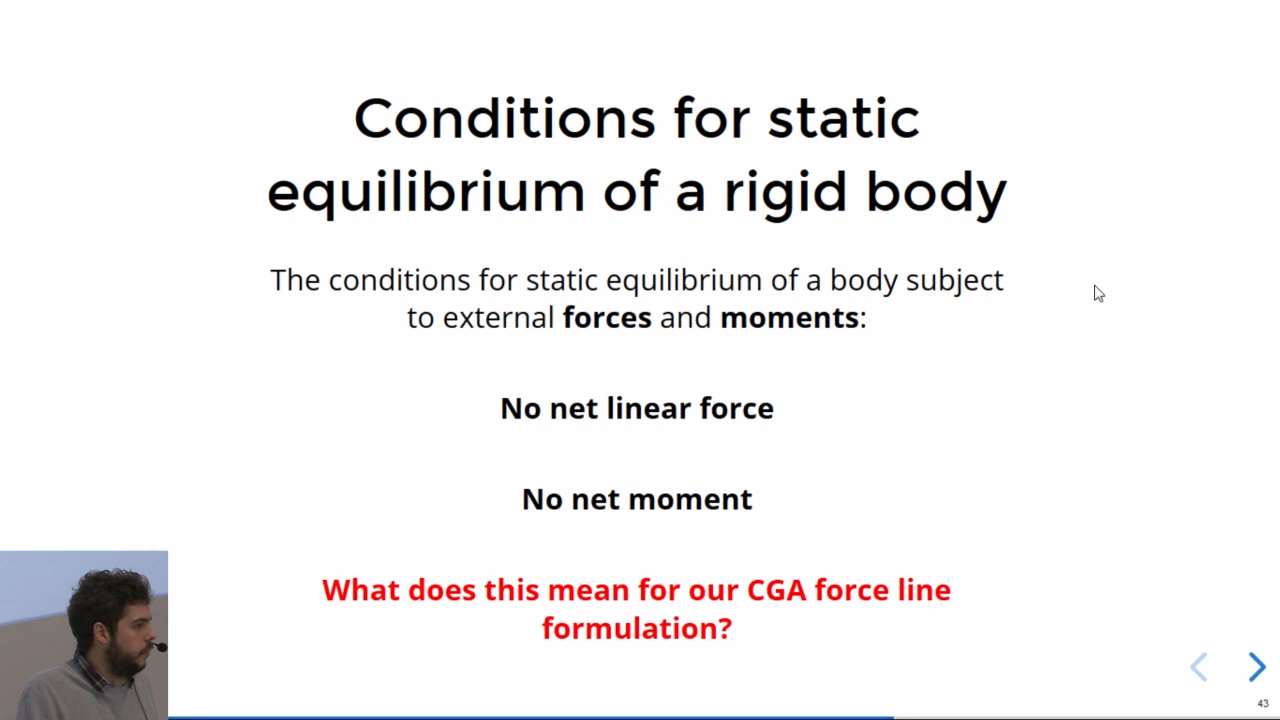 Conditions for static
equilibrium of a rigid body
The conditions for static equilibrium of a body subject
to external forces and moments:
No net linear force
No net moment
What does this mean for our CGA force line
formulation?
43